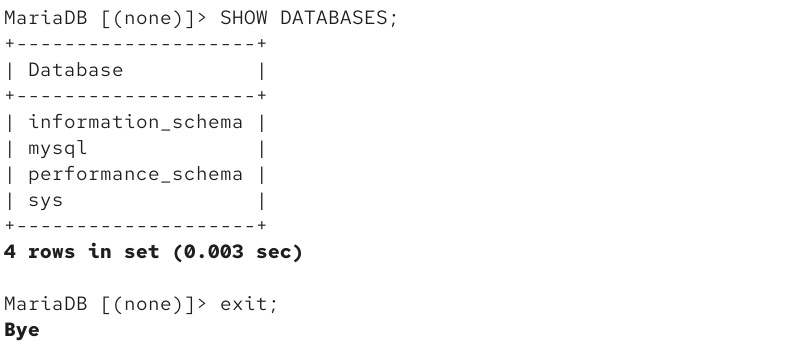 MariaDB [(none)]> SHOW DATABASES;
+--------------------+
| Database           |
+--------------------+
| information_schema |
| mysql              |
| performance_schema |
| sys                |
+--------------------+
4 rows in set (0.003 sec)

MariaDB [(none)]> exit;
Bye